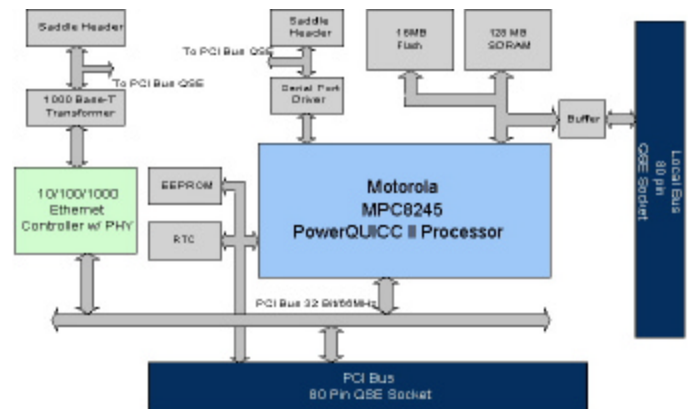 Saddle Header
Saddle
Header
16MB
Flash
128 MB
SDRAM
To PCI Bus QSE
To PCI Bus QSE
1000 Base-T
Transformer
Serial Port
Driver
Buffer
Local Bus
80 pin
QSE Socket
10/100/1000
Ethernet
Controller w/ PHY
EEPROM
RTC
Motorola
MPC8245
PowerQUICC II Processor
PCI Bus 32 Bit/66MHz
PCI Bus
80 Pin QSE Socket